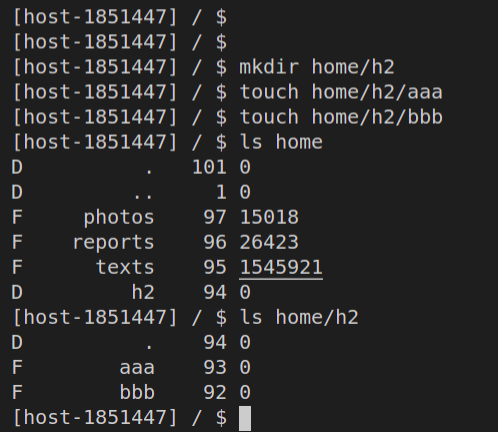 [host-1851447] / $
[host-1851447] / $
[host-1851447] / $ mkdir home/h2
[host-1851447] / $ touch home/h2/aaa
[host-1851447] / $ touch home/h2/bbb
[host-1851447] / $ ls home
D          .   101 0
D         ..     1 0
F     photos    97 15018
F    reports    96 26423
F      texts    95 1545921
D         h2    94 0
[host-1851447] / $ ls home/h2
D          .    94 0
F        aaa    93 0
F        bbb    92 0
[host-1851447] / $